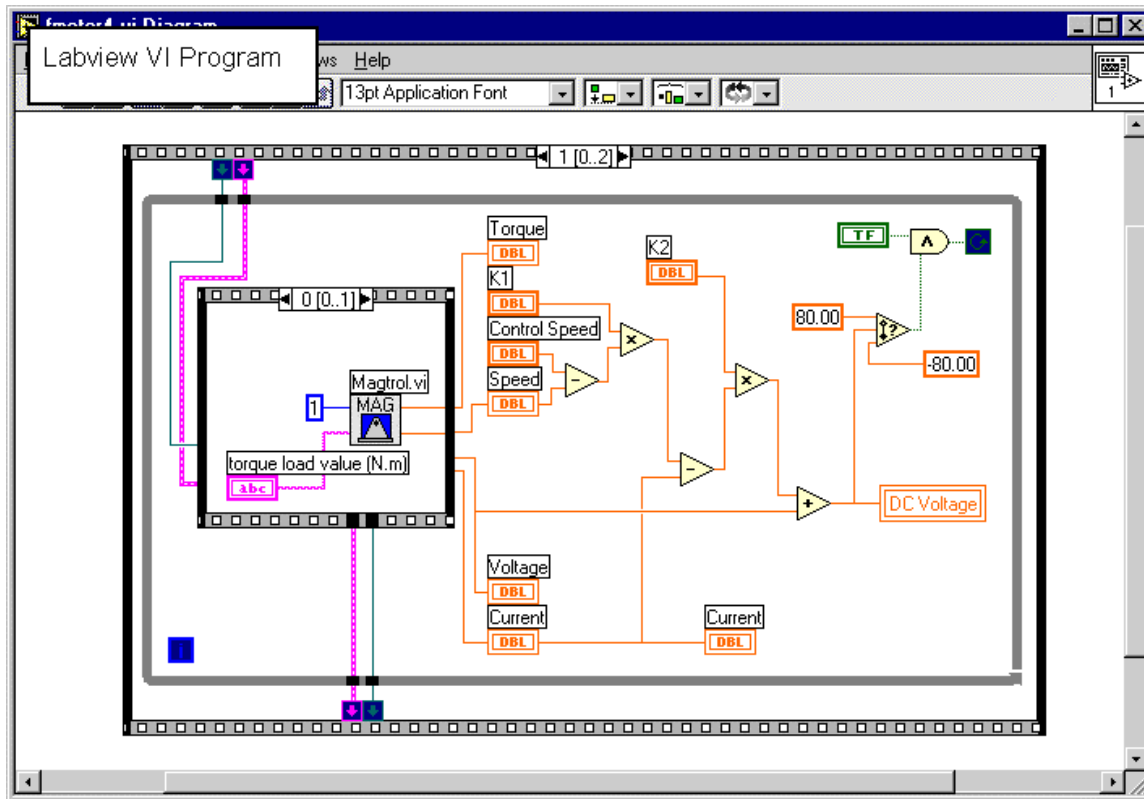 Labview VI Program
ws Help
13pt Application Font
1
1 [0..2]
Torque
DBL
K1
DBL
Control Speed
DBL
Speed
DBL
K2
DBL
TF
80.00
-80.00
0 [0..1]
Magtrol.vi
MAG
1
torque load value (N.m)
abc
DC Voltage
Voltage
DBL
Current
DBL
Current
DBL
i